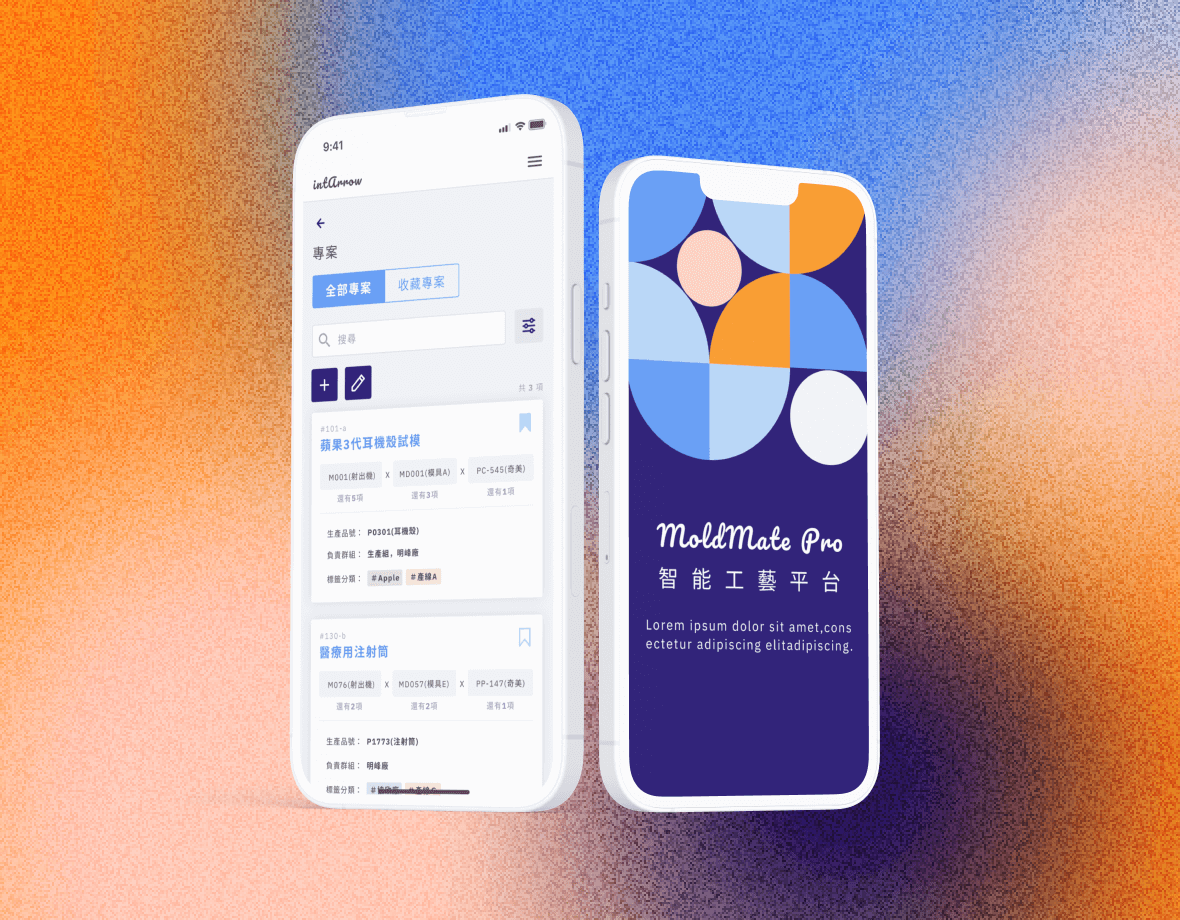 9:41
intArrow
專案
全部專案 收藏專案
搜尋
共 3 項
#101-a
蘋果3代耳機殼試模
M001(射出機) X MD001(模具A) X PC-545(奇美)
還有5項 還有3項 還有1項
生產品號： P0301(耳機殼)
負責群組： 生產組，明峰廠
標籤分類： #Apple #產線A
#130-b
醫療用注射筒
M076(射出機) X MD057(模具E) X PP-147(奇美)
還有2項 還有2項 還有1項
生產品號： P1773(注射筒)
負責群組： 明峰廠
標籤分類：
MoldMate Pro
智能工藝平台
Lorem ipsum dolor sit amet,cons
ectetur adipiscing elitadipiscing.